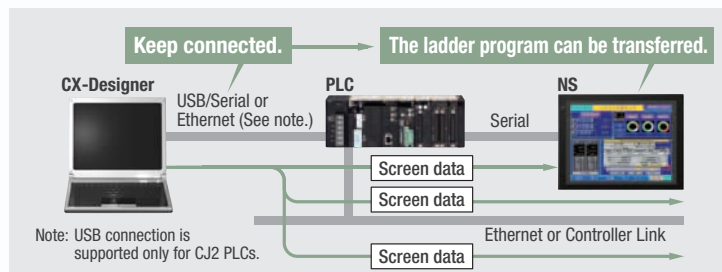 Keep connected.
The ladder program can be transferred.
CX-Designer
PLC
NS
USB/Serial or
Ethernet (See note.)
Serial
Screen data
Screen data
Ethernet or Controller Link
Note: USB connection is
supported only for CJ2 PLCs.
Screen data